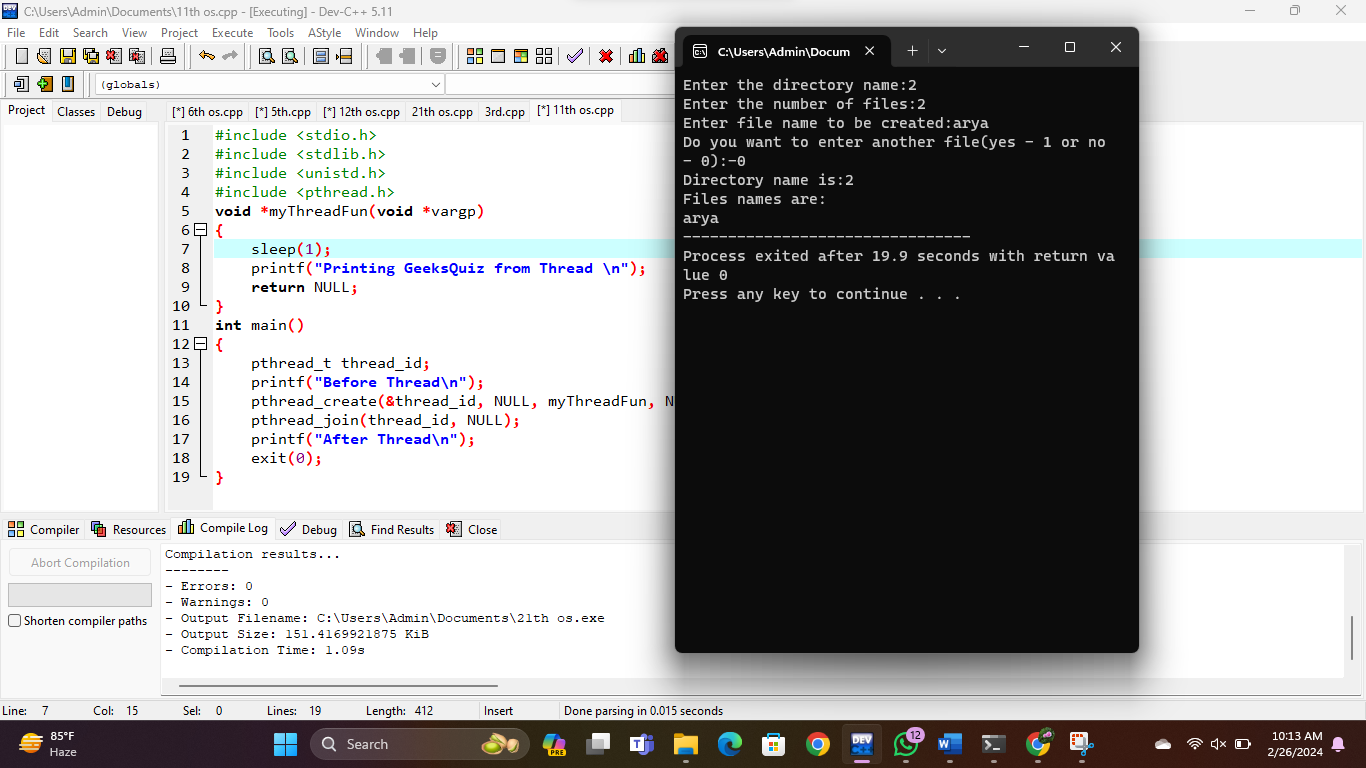 C:\Users\Admin\Documents\11th os.cpp - [Executing] - Dev-C++ 5.11
File Edit Search View Project Execute Tools AStyle Window Help
(globals)
Project Classes Debug
[*] 6th os.cpp [*] 5th.cpp [*] 12th os.cpp 21th os.cpp 3rd.cpp [*] 11th os.cpp
1 #include <stdio.h>
2 #include <stdlib.h>
3 #include <unistd.h>
4 #include <pthread.h>
5 void *myThreadFun(void *vargp)
6 {
7 sleep(1);
8 printf("Printing GeeksQuiz from Thread \n");
9 return NULL;
10 }
11 int main()
12 {
13 pthread_t thread_id;
14 printf("Before Thread\n");
15 pthread_create(&thread_id, NULL, myThreadFun, N
16 pthread_join(thread_id, NULL);
17 printf("After Thread\n");
18 exit(0);
19 }
C:\Users\Admin\Docum
Enter the directory name:2
Enter the number of files:2
Enter file name to be created:arya
Do you want to enter another file(yes - 1 or no
- 0):-0
Directory name is:2
Files names are:
arya
--------------------------------
Process exited after 19.9 seconds with return va
lue 0
Press any key to continue . . .
Compiler Resources Compile Log Debug Find Results Close
Abort Compilation
Shorten compiler paths
Compilation results...
--------
- Errors: 0
- Warnings: 0
- Output Filename: C:\Users\Admin\Documents\21th os.exe
- Output Size: 151.4169921875 KiB
- Compilation Time: 1.09s
Line: 7 Col: 15 Sel: 0 Lines: 19 Length: 412 Insert Done parsing in 0.015 seconds
85°F
Haze
Search
PRE
DEV
12
10:13 AM
2/26/2024